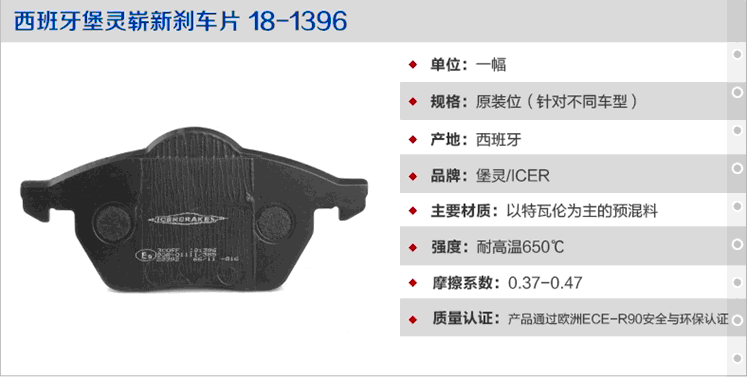 西班牙堡灵崭新刹车片 18-1396
单位：一幅
规格：原装位（针对不同车型）
产地：西班牙
品牌：堡灵/ICER
主要材质：以特瓦伦为主的预混料
强度：耐高温650℃
摩擦系数：0.37-0.47
质量认证：产品通过欧洲ECE-R90安全与环保认证
ICERBRAKES